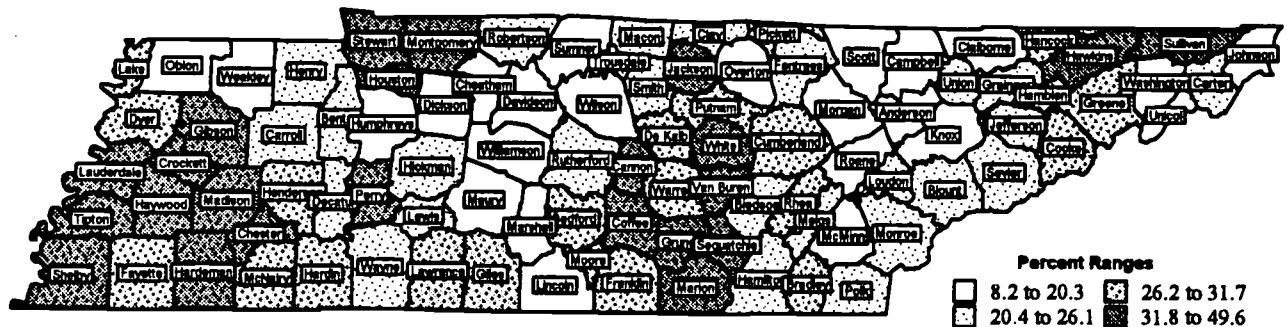 Stewart Montgomery Robertson Sumner Macon Clay Pickett Scott Campbell Claiborne Hancock Hawkins Sullivan Johnson
Lake Obion Weakley Henry Houston Cheatham Trousdale Jackson Overton Fentress Union Grainger Hamblen Washington Carter
Dickson Davidson Wilson Smith Putnam Morgan Anderson Greene Unicoi
Dyer Gibson Carroll Bent Humphreys De Kalb White Cumberland Knox Jefferson Cocke
Crockett Hickman Williamson Rutherford Cannon Roane
Lauderdale Haywood Madison Henderson Decatu Perry Maury Warre Van Buren Bledsoe Rhea Loudon Blount Sevier
Tipton Chester Lewis Marshall Bedford Coffee Grun Sequatchie Meigs McMinn Monroe
Shelby Fayette Hardeman McNairy Hardin Wayne Lawrence Giles Lincoln Moore Franklin Marion Hamilto Bradley Polk
Percent Ranges
8.2 to 20.3 26.2 to 31.7
20.4 to 26.1 31.8 to 49.6